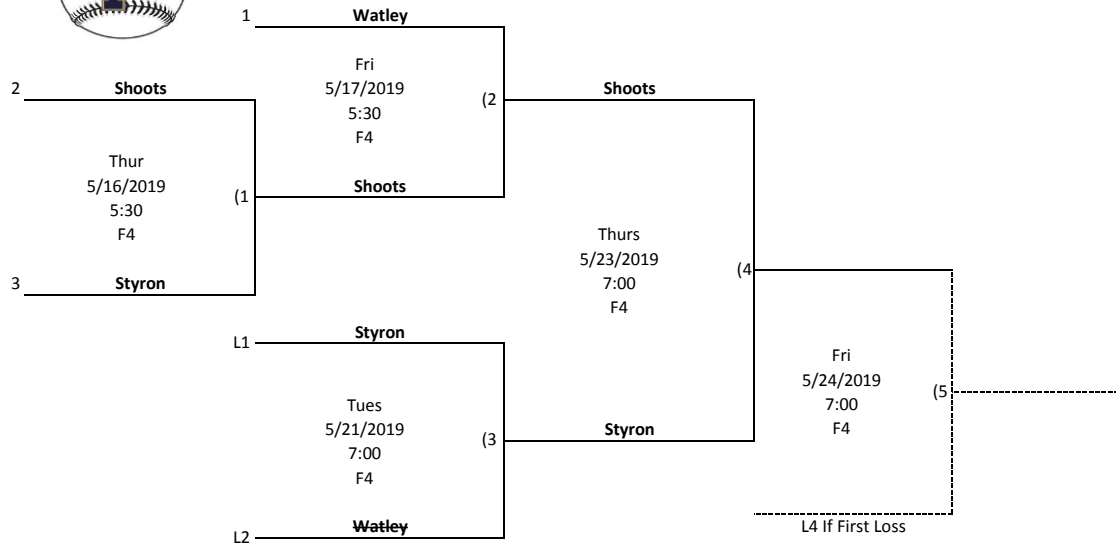 1 Watley
Fri
5/17/2019
5:30
F4
(2
2 Shoots
Shoots
Thur
5/16/2019
5:30
F4
(1
Shoots
3 Styron
Thurs
5/23/2019
7:00
F4
(4
L1 Styron
Tues
5/21/2019
7:00
F4
(3
Styron
L2 Watley
Fri
5/24/2019
7:00
F4
(5
L4 If First Loss